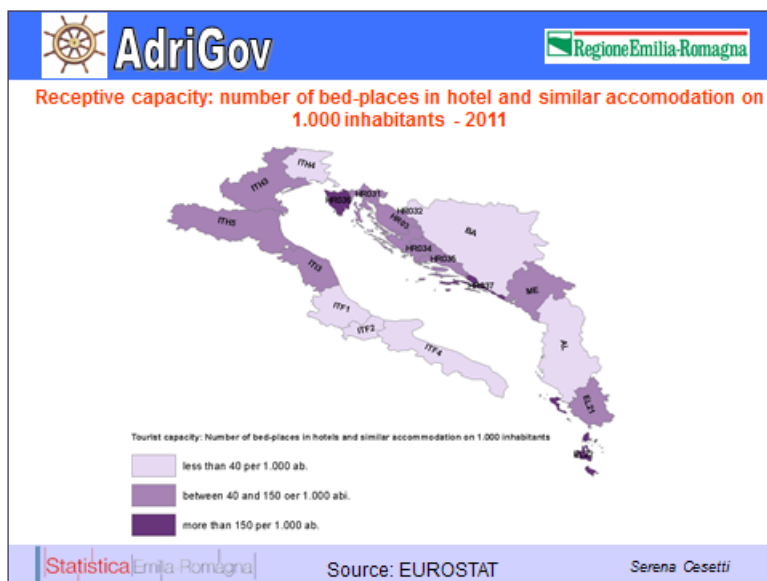 AdriGov
RegioneEmilia-Romagna
Receptive capacity: number of bed-places in hotel and similar accomodation on
1.000 inhabitants - 2011
ITH4
ITH3
HR036
HR031
ITH5
HR032
HR03
BA
HR034
HR035
ITI3
HR037
ME
ITF1
ITF2
ITF4
AL
EL21
Tourist capacity: Number of bed-places in hotels and similar accommodation on 1.000 inhabitants
less than 40 per 1.000 ab.
between 40 and 150 oer 1.000 abi.
more than 150 per 1.000 ab.
Statistica Emilia-Romagna
Source: EUROSTAT
Serena Cesetti